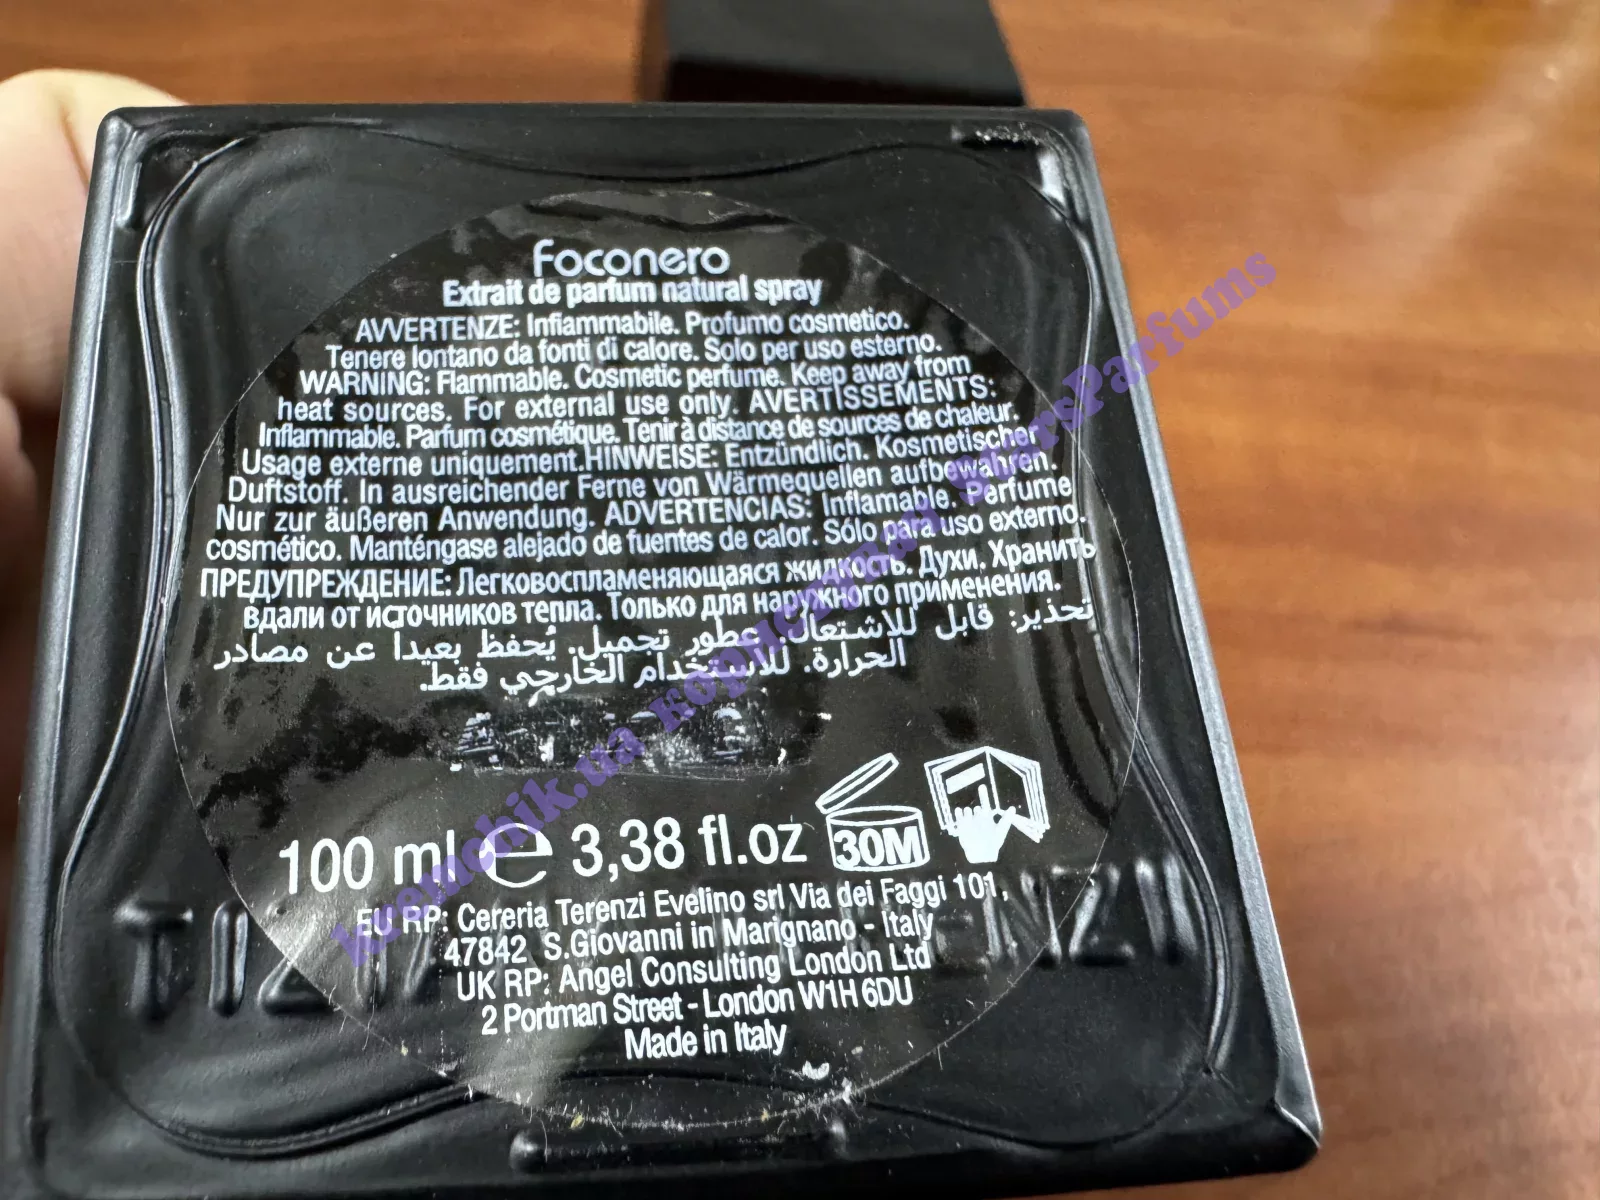 Foconero
Extrait de parfum natural spray
AVVERTENZE: Infiammabile. Profumo cosmetico.
Tenere lontano da fonti di calore. Solo per uso esterno.
WARNING: Flammable. Cosmetic perfume. Keep away from
heat sources. For external use only. AVERTISSEMENTS:
Inflammable. Parfum cosmétique. Tenir à distance de sources de chaleur.
Usage externe uniquement.HINWEISE: Entzündlich. Kosmetischer
Duftstoff. In ausreichender Ferne von Wärmequellen aufbewahren.
Nur zur äußeren Anwendung. ADVERTENCIAS: Inflamable. Perfume
cosmético. Manténgase alejado de fuentes de calor. Sólo para uso externo.
ПРЕДУПРЕЖДЕНИЕ: Легковоспламеняющаяся жидкость. Духи. Хранить
вдали от источников тепла. Только для наружного применения.
تحذير: قابل للاشتعال. عطور تجميل. يُحفظ بعيداً عن مصادر
الحرارة. للاستخدام الخارجي فقط.
100 ml e 3,38 fl.oz 30M
EU RP: Cereria Terenzi Evelino srl Via dei Faggi 101,
47842 S.Giovanni in Marignano - Italy
UK RP: Angel Consulting London Ltd
2 Portman Street - London W1H 6DU
Made in Italy
kremchik.ua користувач StarsParfums